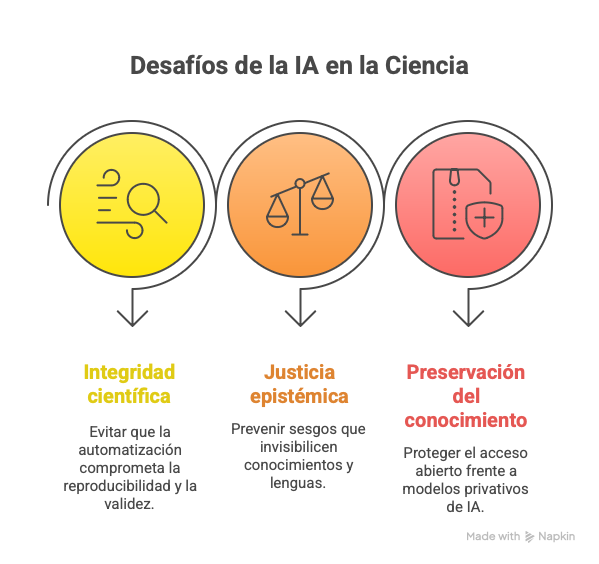 Desafíos de la IA en la Ciencia
Integridad
científica
Evitar que la
automatización
comprometa la
reproducibilidad y la
validez.
Justicia
epistémica
Prevenir sesgos que
invisibilicen
conocimientos y
lenguas.
Preservación
del
conocimiento
Proteger el acceso
abierto frente a
modelos privativos
de IA.
Made with Napkin